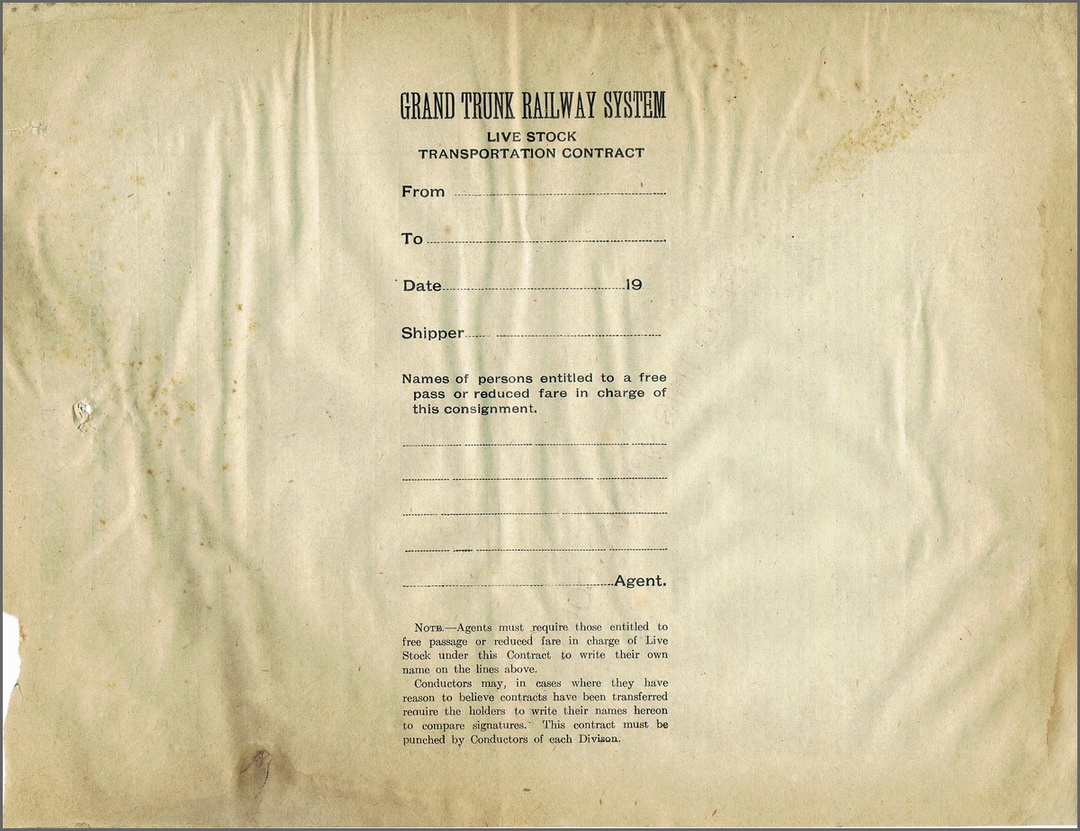 GRAND TRUNK RAILWAY SYSTEM
LIVE STOCK
TRANSPORTATION CONTRACT
From
To
Date 19
Shipper
Names of persons entitled to a free
pass or reduced fare in charge of
this consignment.
Agent.
NOTE.—Agents must require those entitled to
free passage or reduced fare in charge of Live
Stock under this Contract to write their own
name on the lines above.
Conductors may, in cases where they have
reason to believe contracts have been transferred
require the holders to write their names hereon
to compare signatures. This contract must be
punched by Conductors of each Divison.